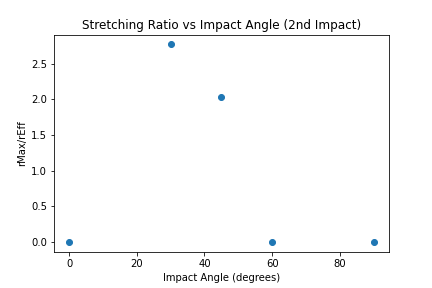 Stretching Ratio vs Impact Angle (2nd Impact)
rMax/rEff
2.5
2.0
1.5
1.0
0.5
0.0
0 20 40 60 80
Impact Angle (degrees)